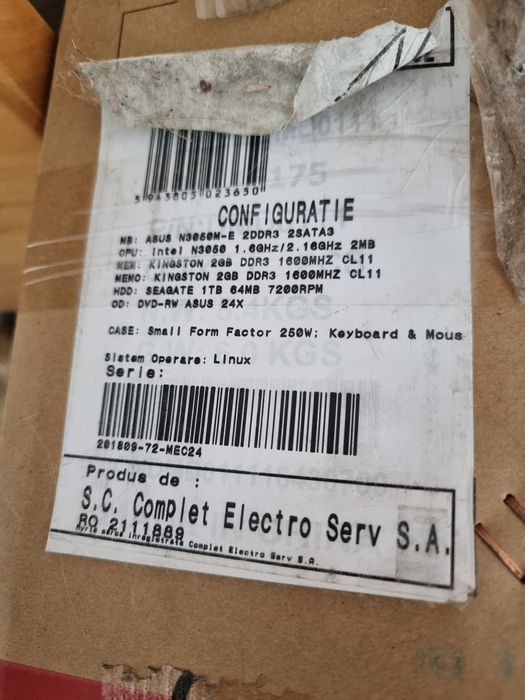 5 943805 023650
CONFIGURATIE
MB: ASUS N3050M-E 2DDR3 2SATA3
CPU: Intel N3050 1.6GHz/2.16GHz 2MB
MEM: KINGSTON 2GB DDR3 1600MHZ CL11
MEMO: KINGSTON 2GB DDR3 1600MHZ CL11
HDD: SEAGATE 1TB 64MB 7200RPM
OD: DVD-RW ASUS 24X
CASE: Small Form Factor 250W; Keyboard & Mous
Sistem Operare: Linux
Serie:
201809-72-MEC24
Produs de :
S.C. Complet Electro Serv S.A.
RO 2111889
Complet Electro Serv S.A.